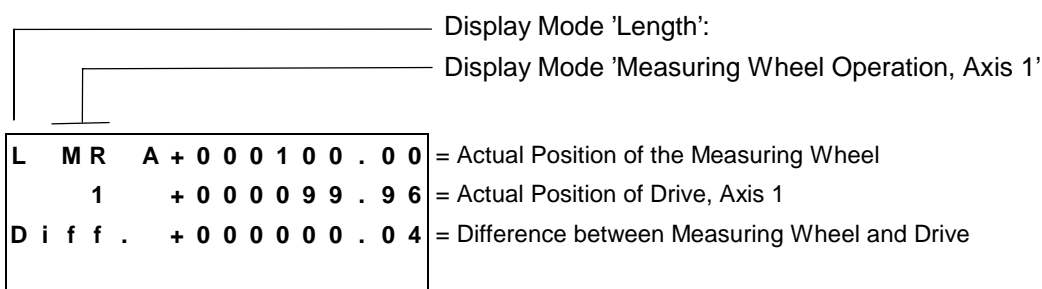 Display Mode ’Length’:
Display Mode ’Measuring Wheel Operation, Axis 1’
L MR A+000100.00 = Actual Position of the Measuring Wheel
1 +000099.96 = Actual Position of Drive, Axis 1
Diff. +000000.04 = Difference between Measuring Wheel and Drive